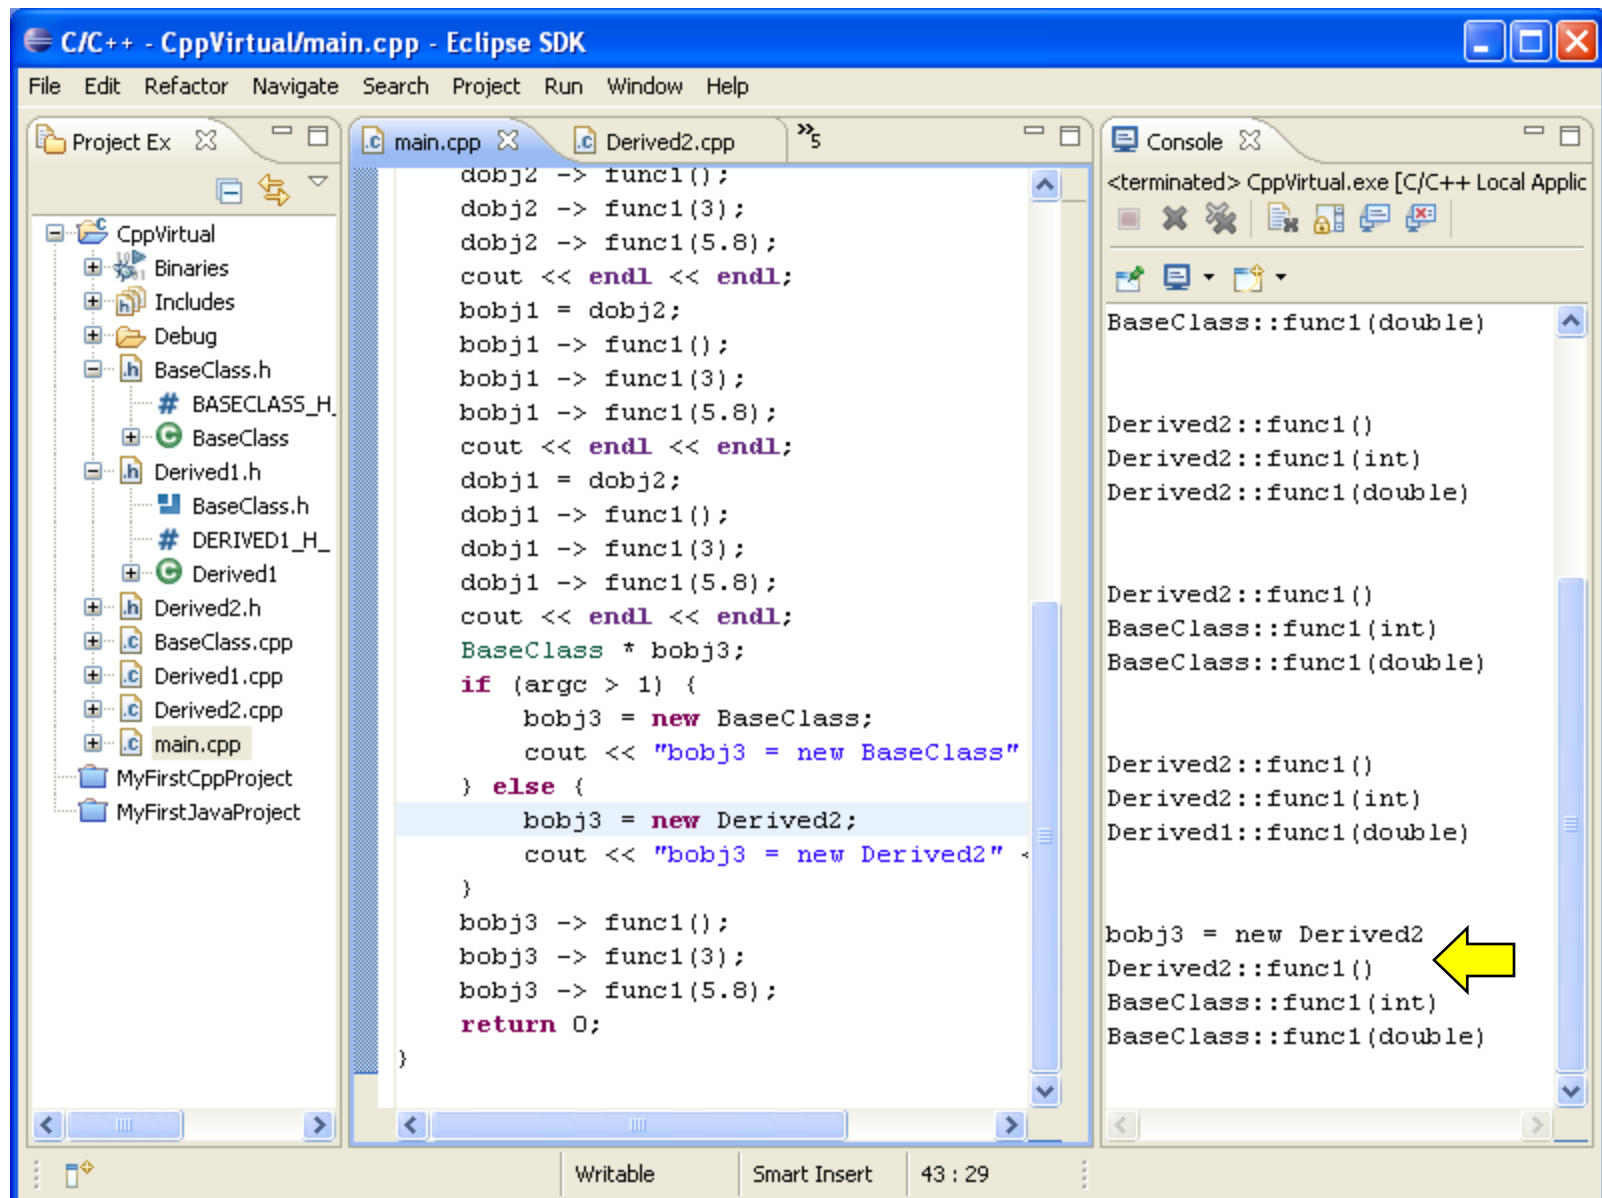 C/C++ - CppVirtual/main.cpp - Eclipse SDK
File Edit Refactor Navigate Search Project Run Window Help
Project Ex
CppVirtual
Binaries
Includes
Debug
BaseClass.h
# BASECLASS_H_
BaseClass
Derived1.h
BaseClass.h
# DERIVED1_H_
Derived1
Derived2.h
BaseClass.cpp
Derived1.cpp
Derived2.cpp
main.cpp
MyFirstCppProject
MyFirstJavaProject
main.cpp Derived2.cpp »5
dobj2 -> func1();
dobj2 -> func1(3);
dobj2 -> func1(5.8);
cout << endl << endl;
bobj1 = dobj2;
bobj1 -> func1();
bobj1 -> func1(3);
bobj1 -> func1(5.8);
cout << endl << endl;
dobj1 = dobj2;
dobj1 -> func1();
dobj1 -> func1(3);
dobj1 -> func1(5.8);
cout << endl << endl;
BaseClass * bobj3;
if (argc > 1) {
bobj3 = new BaseClass;
cout << "bobj3 = new BaseClass"
} else {
bobj3 = new Derived2;
cout << "bobj3 = new Derived2" <
}
bobj3 -> func1();
bobj3 -> func1(3);
bobj3 -> func1(5.8);
return 0;
}
Console
<terminated> CppVirtual.exe [C/C++ Local Applic
BaseClass::func1(double)
Derived2::func1()
Derived2::func1(int)
Derived2::func1(double)
Derived2::func1()
BaseClass::func1(int)
BaseClass::func1(double)
Derived2::func1()
Derived2::func1(int)
Derived1::func1(double)
bobj3 = new Derived2
Derived2::func1()
BaseClass::func1(int)
BaseClass::func1(double)
Writable Smart Insert 43 : 29